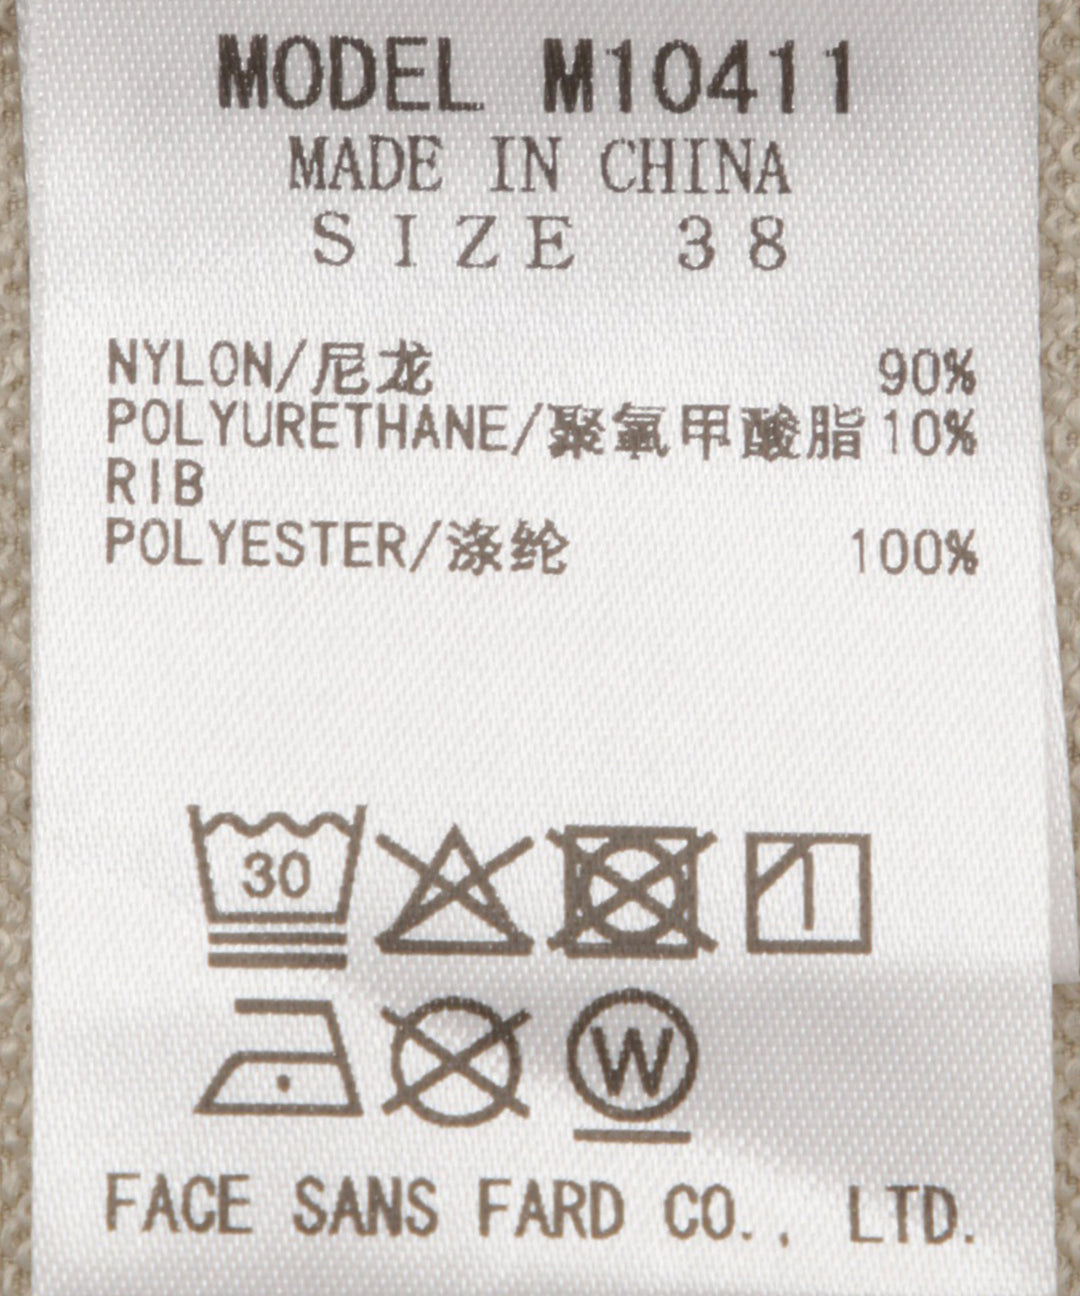 MODEL M10411
MADE IN CHINA
SIZE 38
NYLON/尼龙 90%
POLYURETHANE/聚氨甲酸脂 10%
RIB
POLYESTER/涤纶 100%
30
W
FACE SANS FARD CO., LTD.